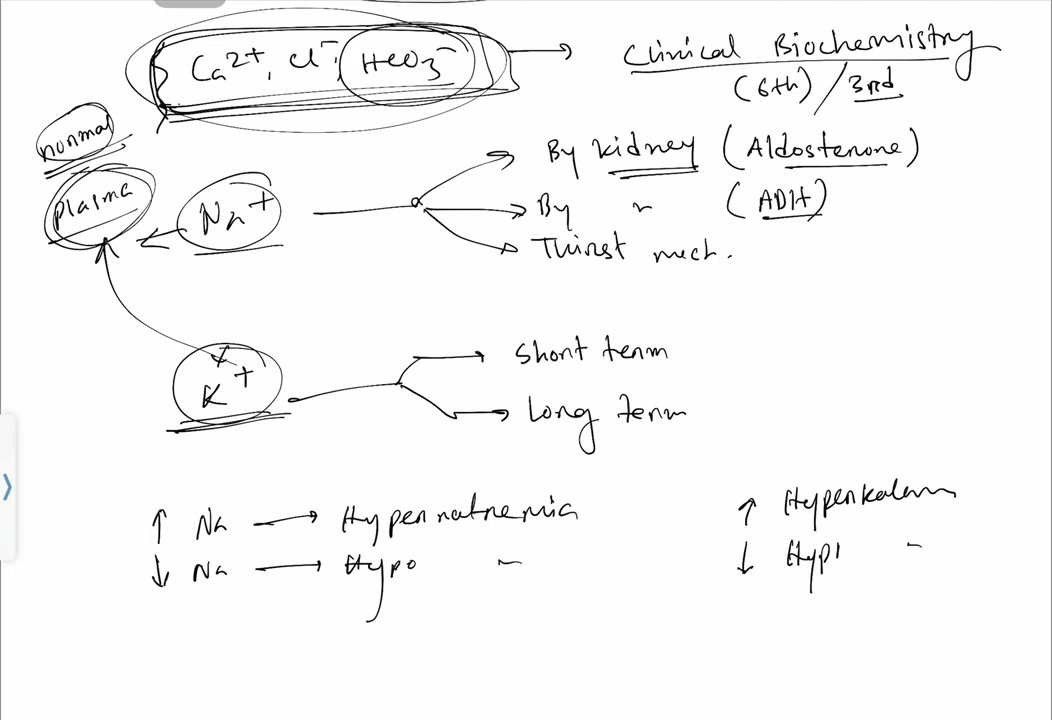 Ca2+, Cl-, HCO3-
Clinical Biochemistry
(6th) / 3rd
normal
plasma
Na+
By kidney (Aldosterone)
By " (ADH)
Thirst mech.
K+
Short term
Long term
↑ Na → Hypernatremia
↓ Na → Hypo "
↑ Hyperkalem
↓ Hyp